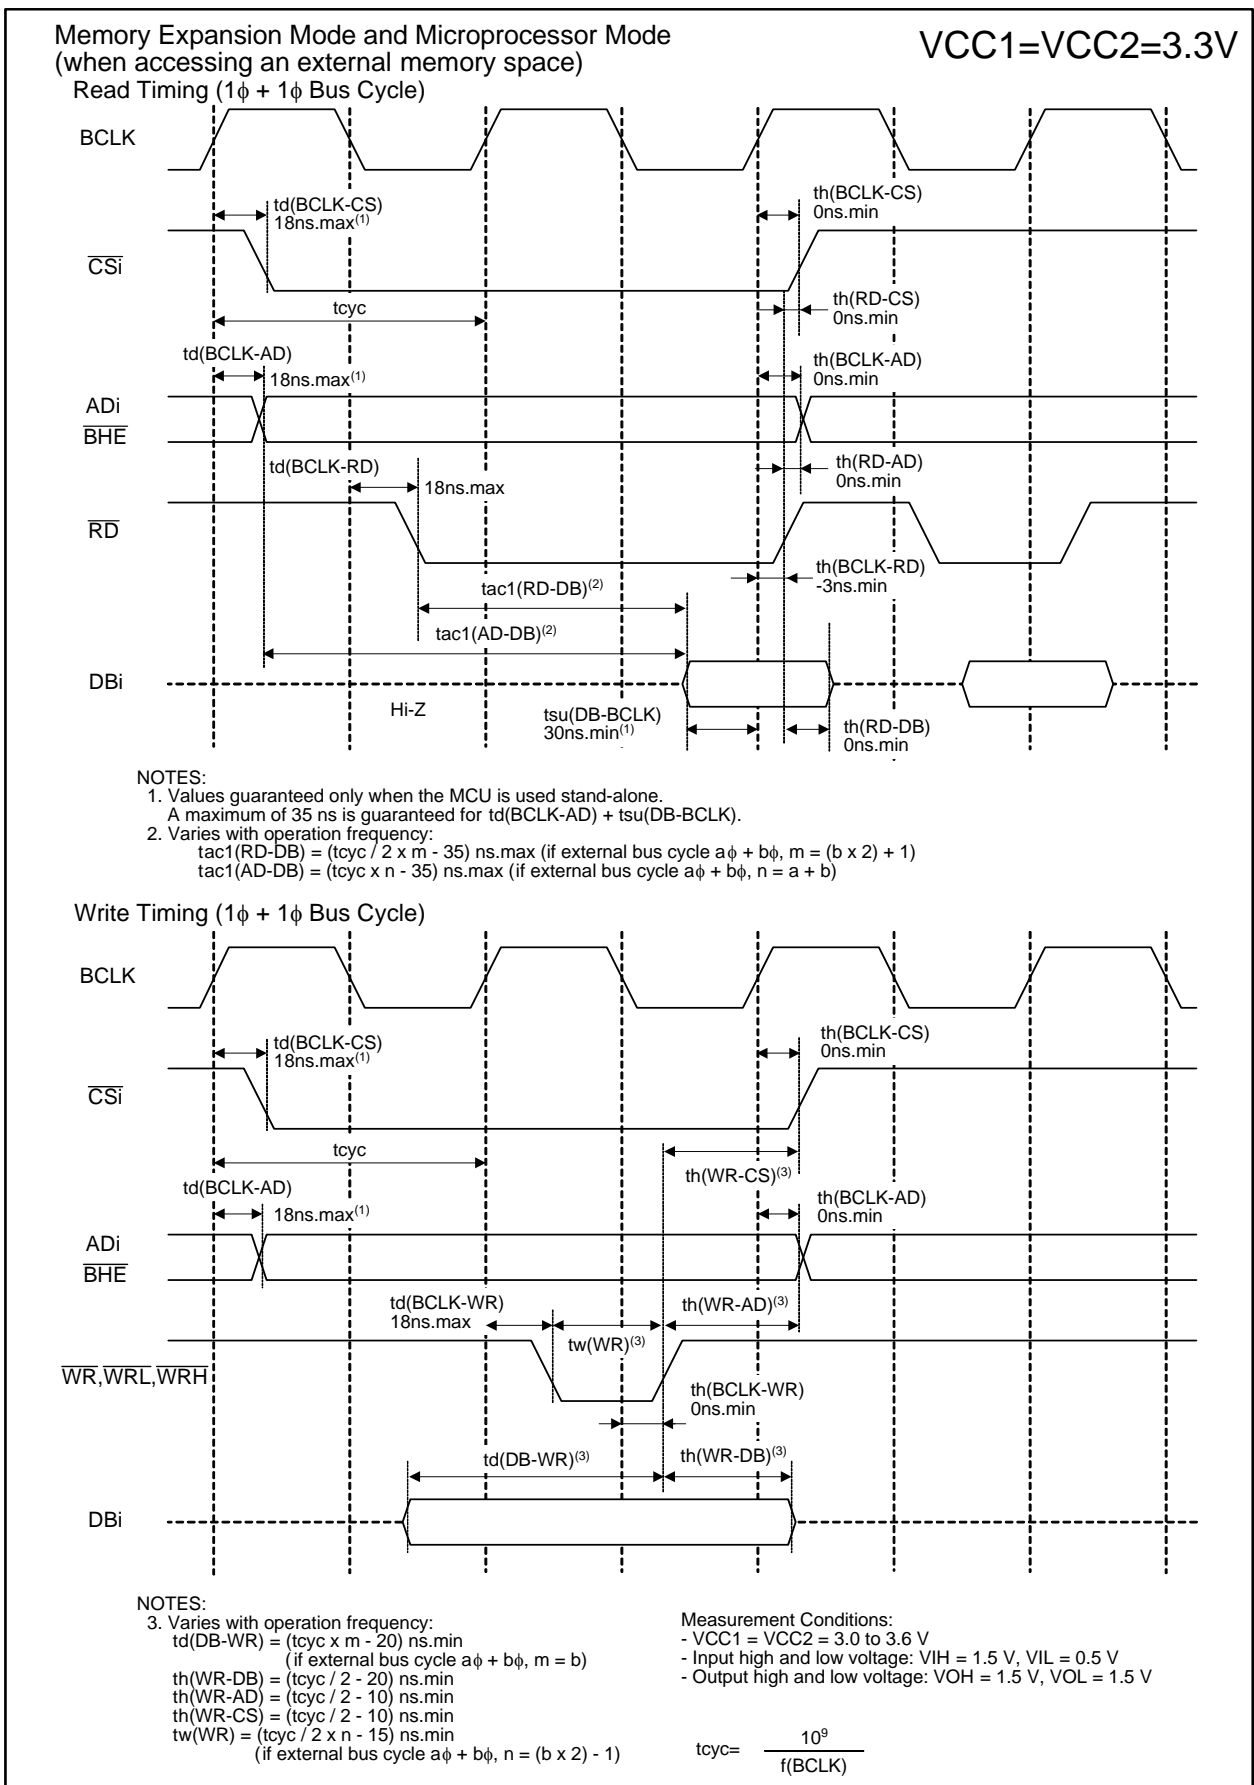 Memory Expansion Mode and Microprocessor Mode
(when accessing an external memory space)
VCC1=VCC2=3.3V
Read Timing (1ϕ + 1ϕ Bus Cycle)
BCLK
td(BCLK-CS)
18ns.max(1)
th(BCLK-CS)
0ns.min
CSi
tcyc
th(RD-CS)
0ns.min
td(BCLK-AD)
18ns.max(1)
th(BCLK-AD)
0ns.min
ADi
BHE
td(BCLK-RD)
18ns.max
th(RD-AD)
0ns.min
RD
th(BCLK-RD)
-3ns.min
tac1(RD-DB)(2)
tac1(AD-DB)(2)
DBi
Hi-Z
tsu(DB-BCLK)
30ns.min(1)
th(RD-DB)
0ns.min
NOTES:
1. Values guaranteed only when the MCU is used stand-alone.
A maximum of 35 ns is guaranteed for td(BCLK-AD) + tsu(DB-BCLK).
2. Varies with operation frequency:
tac1(RD-DB) = (tcyc / 2 x m - 35) ns.max (if external bus cycle aϕ + bϕ, m = (b x 2) + 1)
tac1(AD-DB) = (tcyc x n - 35) ns.max (if external bus cycle aϕ + bϕ, n = a + b)
Write Timing (1ϕ + 1ϕ Bus Cycle)
BCLK
td(BCLK-CS)
18ns.max(1)
th(BCLK-CS)
0ns.min
CSi
tcyc
th(WR-CS)(3)
td(BCLK-AD)
18ns.max(1)
th(BCLK-AD)
0ns.min
ADi
BHE
td(BCLK-WR)
18ns.max
tw(WR)(3)
th(WR-AD)(3)
WR,WRL,WRH
th(BCLK-WR)
0ns.min
td(DB-WR)(3)
th(WR-DB)(3)
DBi
NOTES:
3. Varies with operation frequency:
td(DB-WR) = (tcyc x m - 20) ns.min
(if external bus cycle aϕ + bϕ, m = b)
th(WR-DB) = (tcyc / 2 - 20) ns.min
th(WR-AD) = (tcyc / 2 - 10) ns.min
th(WR-CS) = (tcyc / 2 - 10) ns.min
tw(WR) = (tcyc / 2 x n - 15) ns.min
(if external bus cycle aϕ + bϕ, n = (b x 2) - 1)
Measurement Conditions:
- VCC1 = VCC2 = 3.0 to 3.6 V
- Input high and low voltage: VIH = 1.5 V, VIL = 0.5 V
- Output high and low voltage: VOH = 1.5 V, VOL = 1.5 V
tcyc=
10⁹
f(BCLK)